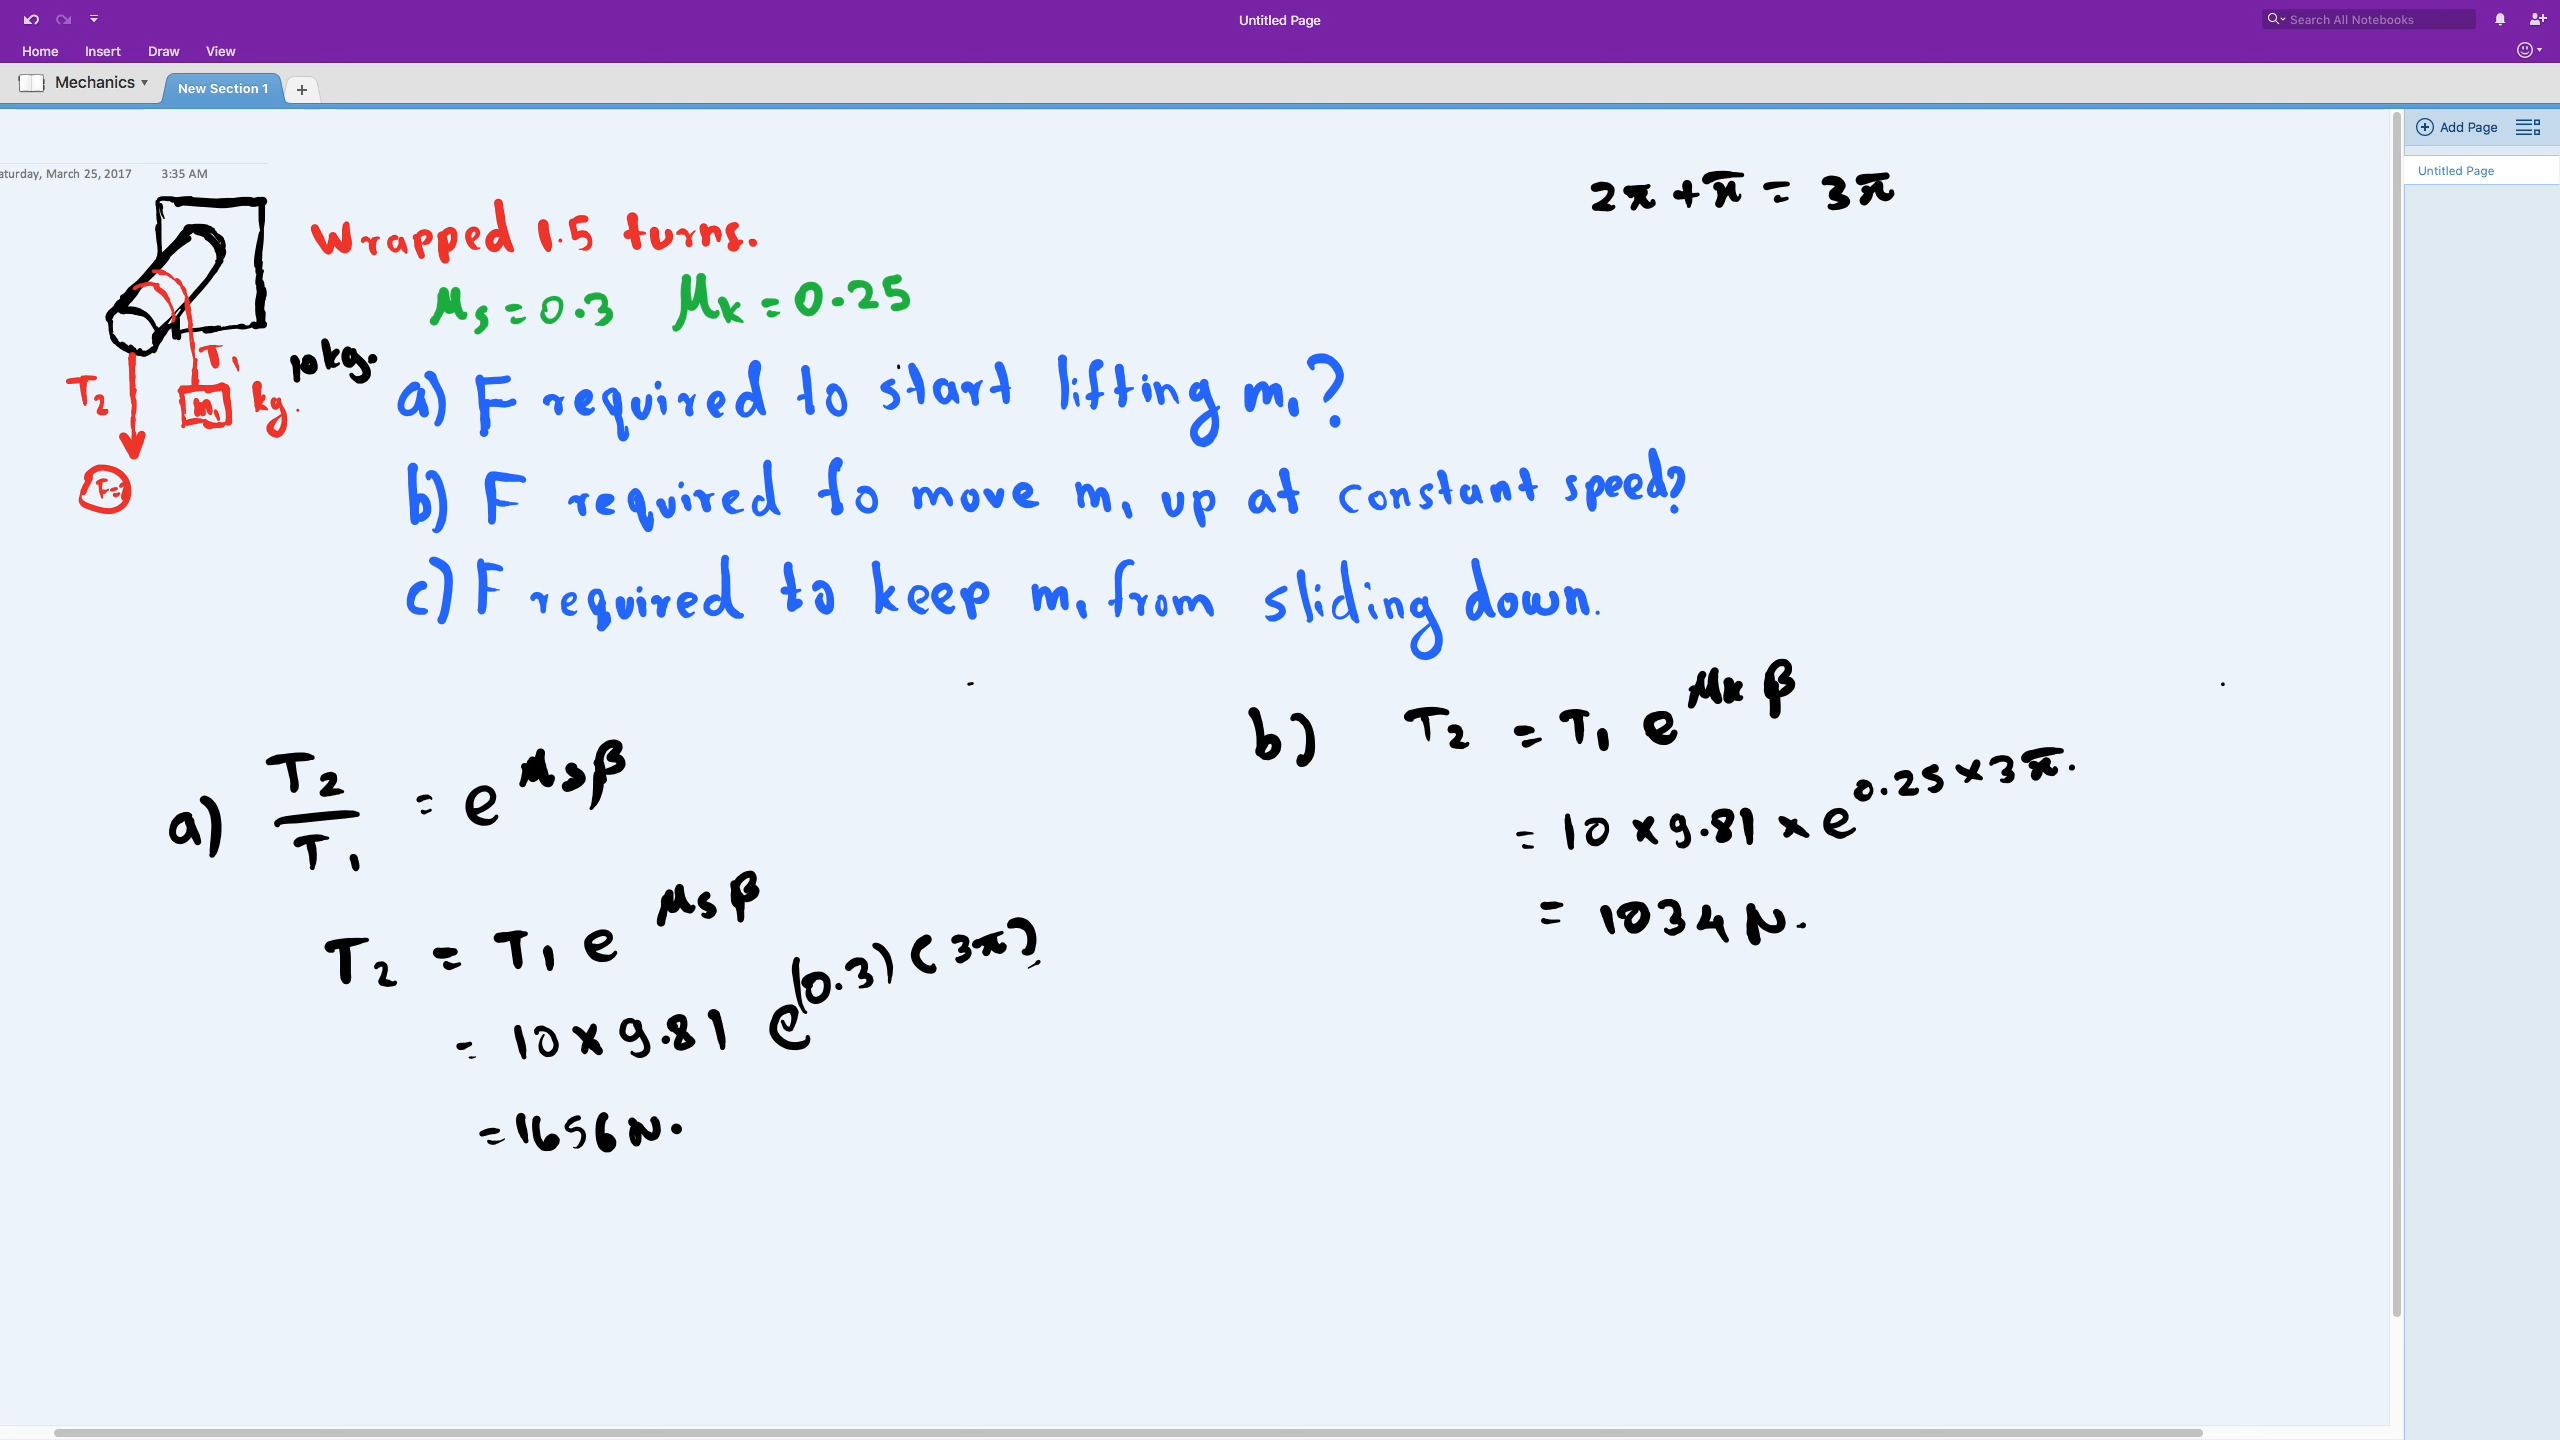 Untitled Page
Search All Notebooks
Home Insert Draw View
Mechanics New Section 1 +
Add Page
Untitled Page
aturday, March 25, 2017 3:35 AM
2π + π = 3π
Wrapped 1.5 turns.
μs = 0.3 μk = 0.25
T1 10kg.
T2 m1 kg.
F=?
a) F required to start lifting m1?
b) F required to move m1 up at constant speed?
c) F required to keep m1 from sliding down.
a) T2/T1 = e^μsβ
T2 = T1 e^μsβ
= 10 × 9.81 e^(0.3)(3π)
= 1656 N.
b) T2 = T1 e^μkβ
= 10 × 9.81 × e^0.25×3π.
= 1034 N.